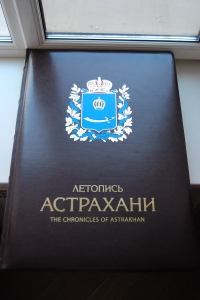 ЛЕТОПИСЬ
АСТРАХАНИ
THE CHRONICLES OF ASTRAKHAN